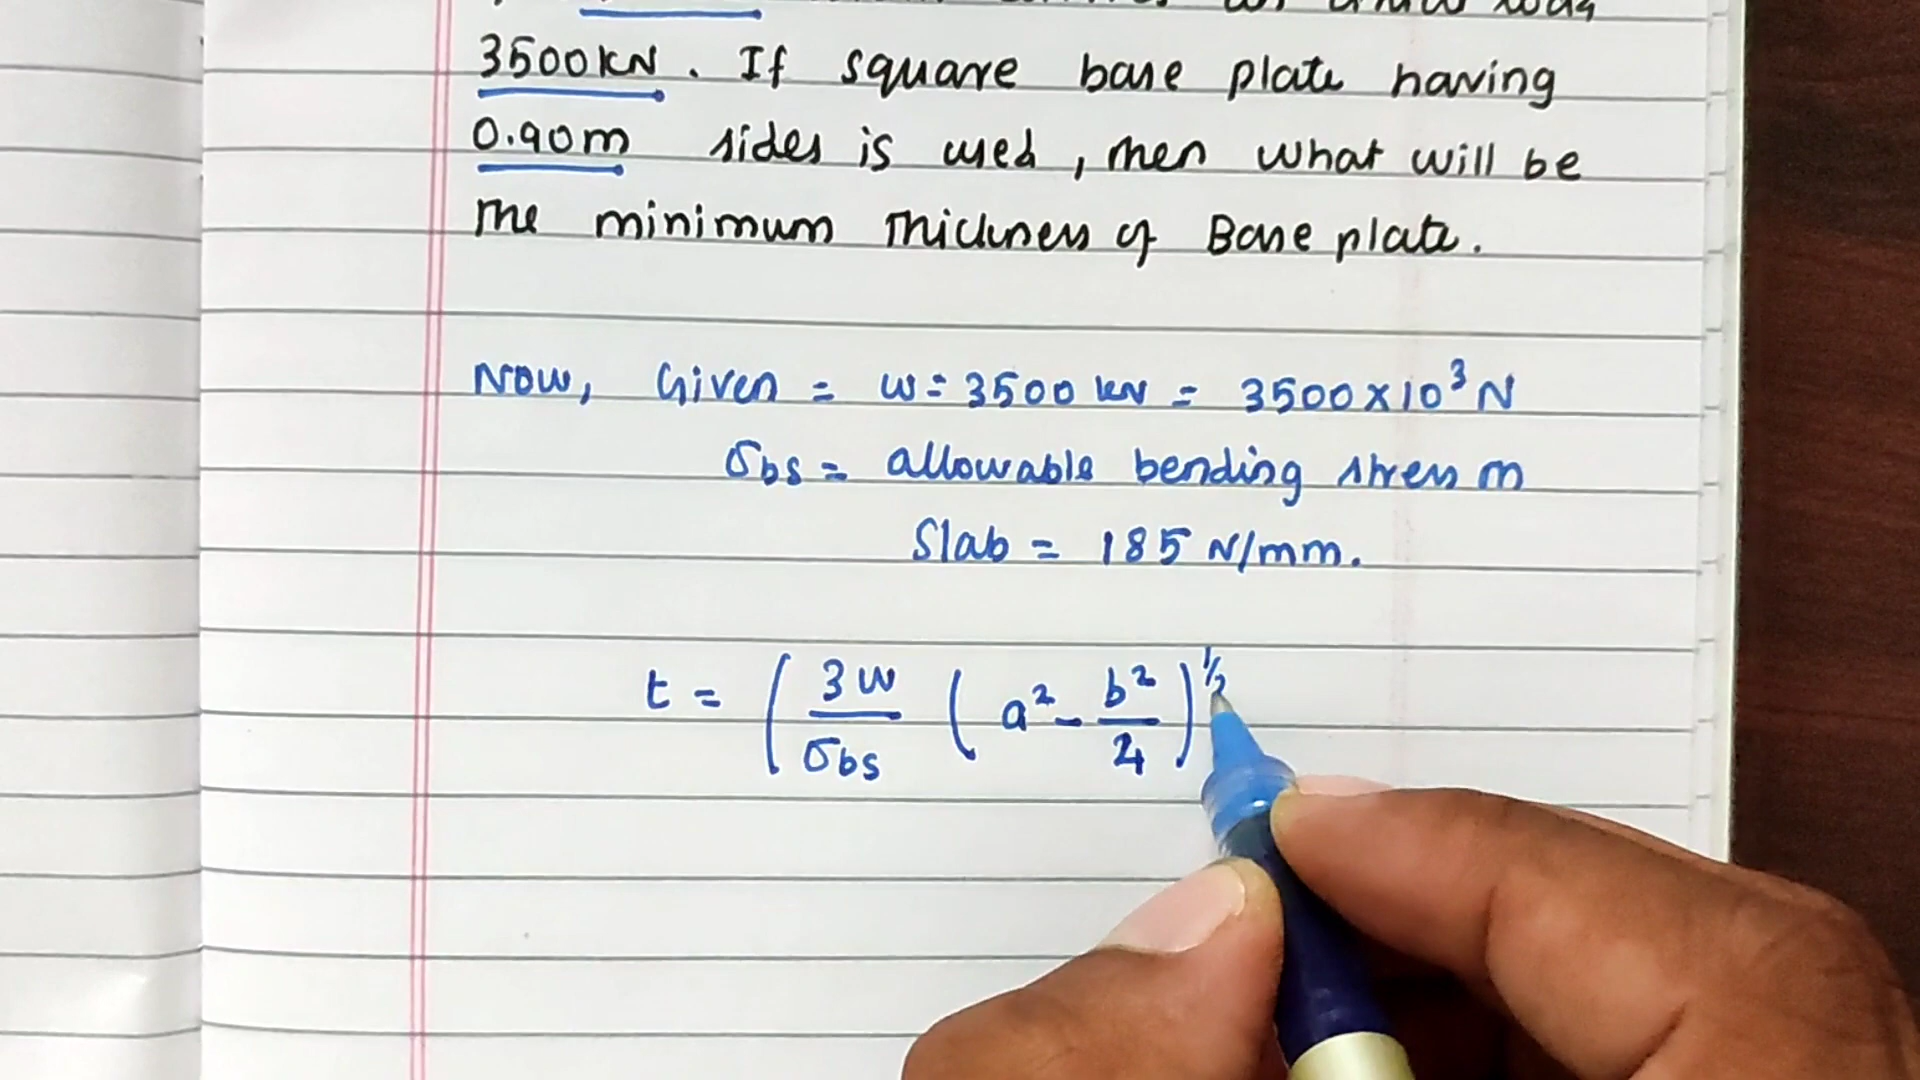 3500KN. If square base plate having
0.90m sides is used, then what will be
The minimum Thickness of Base plate.
Now, Given = w = 3500 kN = 3500×10³ N
σbs = allowable bending stress in
Slab = 185 N/mm.
t = ( 3w / σbs ( a² - b² / 4 )^1/2